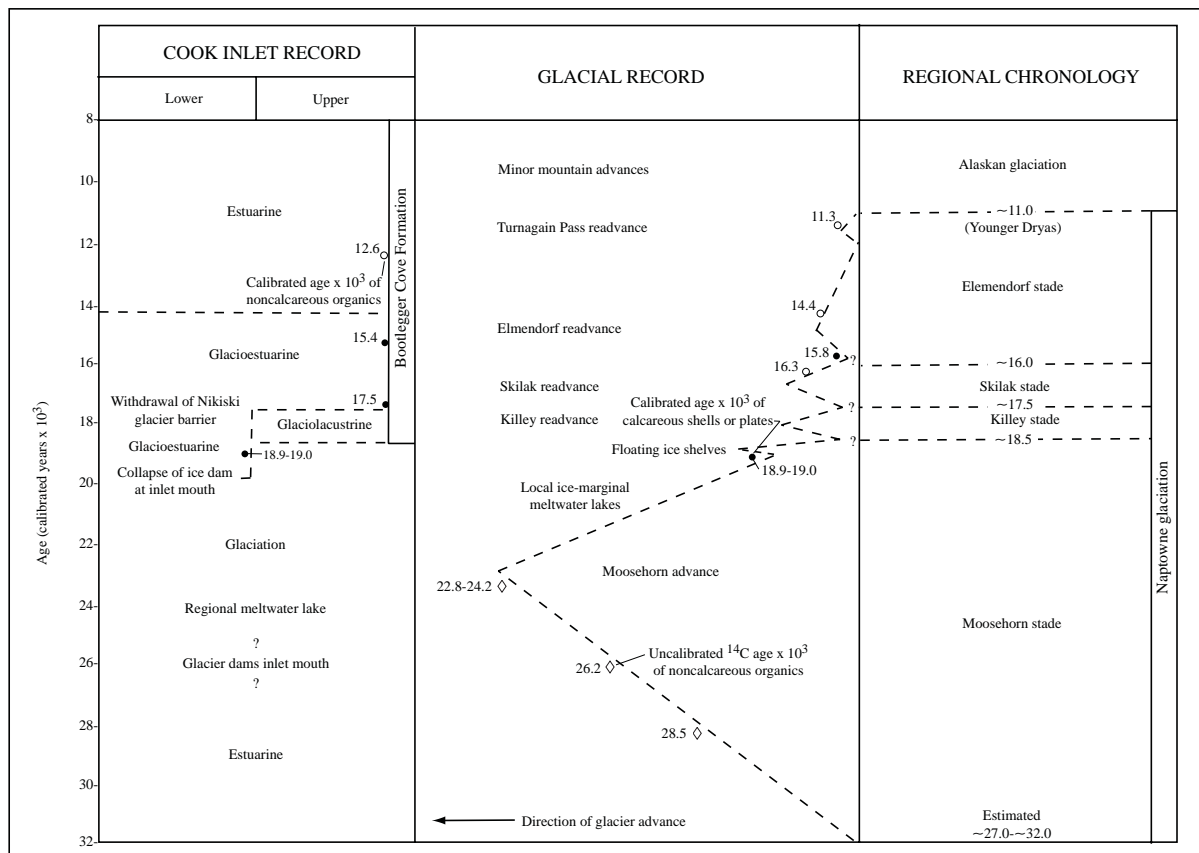 COOK INLET RECORD
Lower
Upper
GLACIAL RECORD
REGIONAL CHRONOLOGY
Age (calibrated years x 10³)
8
10
12
14
16
18
20
22
24
26
28
30
32
Estuarine
12.6
Calibrated age x 10³ of
noncalcareous organics
15.4
Glacioestuarine
Withdrawal of Nikiski
glacier barrier
17.5
Glaciolacustrine
Glacioestuarine
18.9-19.0
Collapse of ice dam
at inlet mouth
Glaciation
Regional meltwater lake
?
Glacier dams inlet mouth
?
Estuarine
Bootlegger Cove Formation
Minor mountain advances
Turnagain Pass readvance
11.3
14.4
Elmendorf readvance
15.8
?
16.3
Skilak readvance
Calibrated age x 10³ of
calcareous shells or plates
?
Killey readvance
?
Floating ice shelves
18.9-19.0
Local ice-marginal
meltwater lakes
Moosehorn advance
22.8-24.2
Uncalibrated ¹⁴C age x 10³
of noncalcareous organics
26.2
28.5
Direction of glacier advance
Alaskan glaciation
~11.0
(Younger Dryas)
Elemendorf stade
~16.0
Skilak stade
~17.5
Killey stade
~18.5
Moosehorn stade
Estimated
~27.0-~32.0
Naptowne glaciation